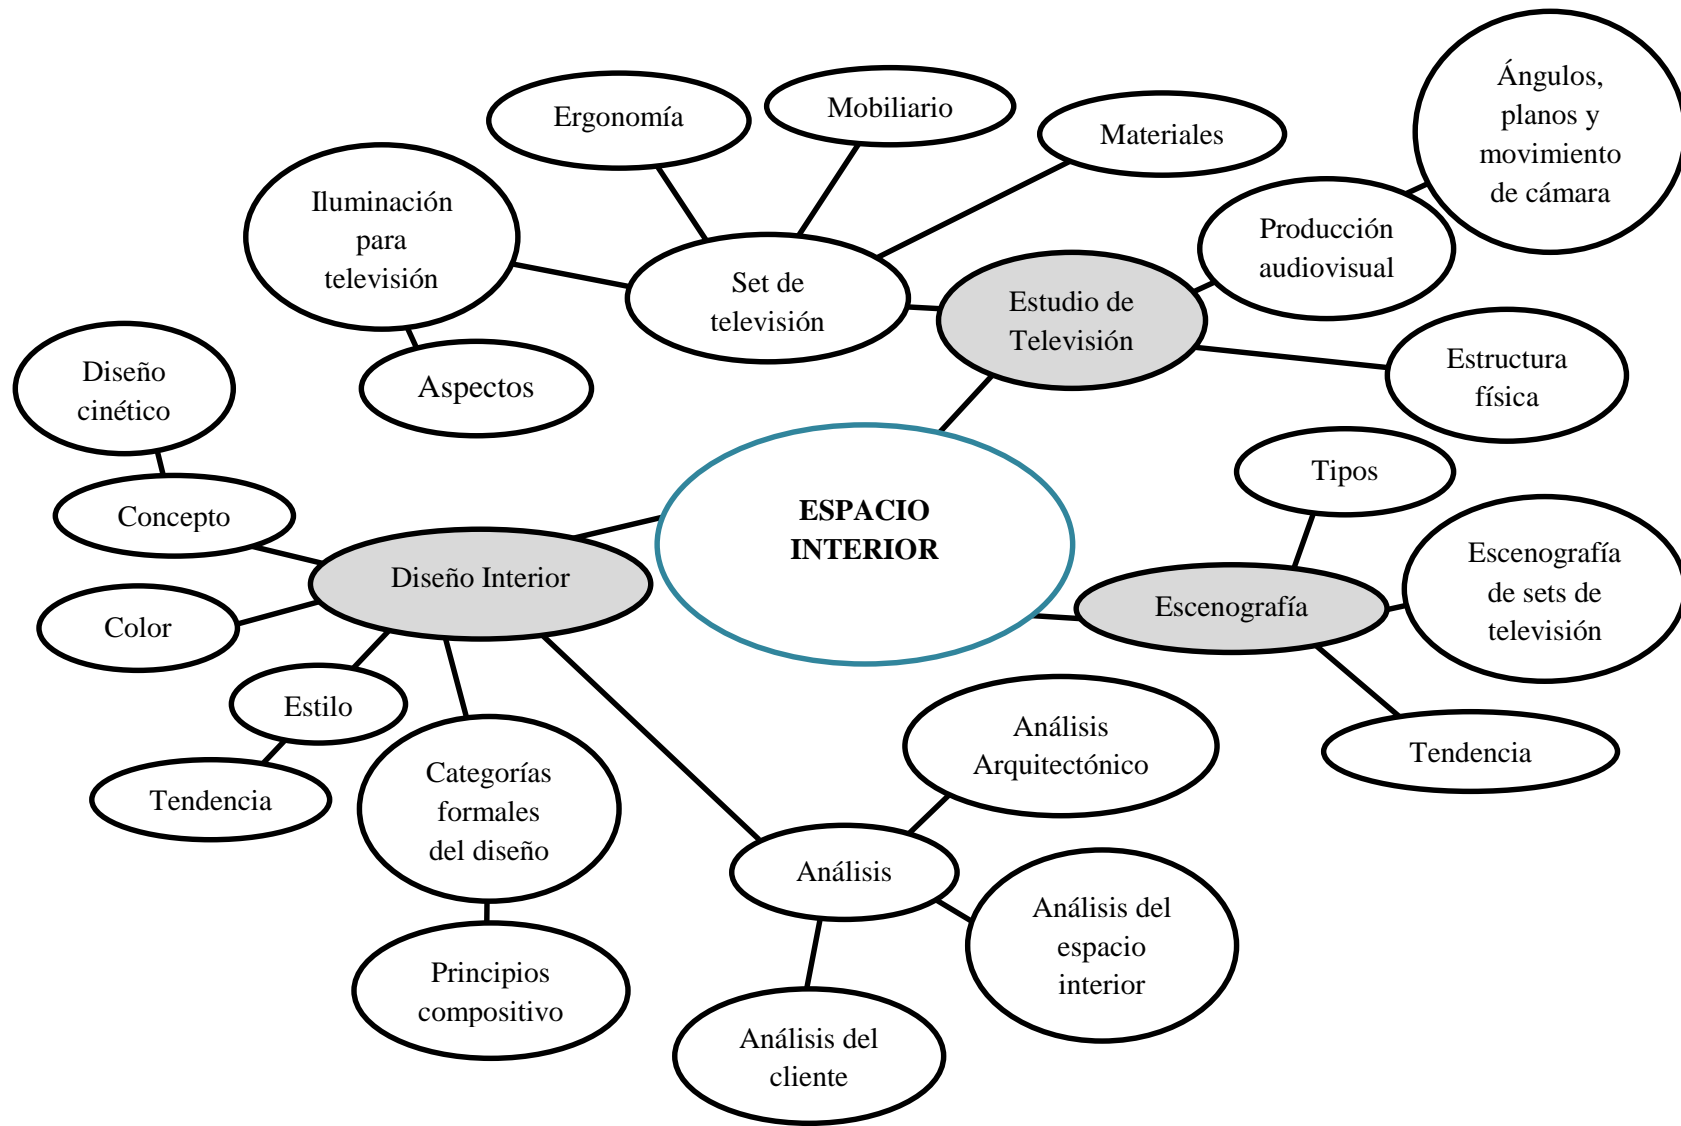 Ángulos,
planos y
movimiento
de cámara
Ergonomía
Mobiliario
Materiales
Iluminación
para
televisión
Producción
audiovisual
Set de
televisión
Estudio de
Televisión
Estructura
física
Diseño
cinético
Aspectos
Tipos
Concepto
ESPACIO
INTERIOR
Escenografía
de sets de
televisión
Diseño Interior
Escenografía
Color
Estilo
Análisis
Arquitectónico
Tendencia
Tendencia
Categorías
formales
del diseño
Análisis
Análisis del
espacio
interior
Principios
compositivo
Análisis del
cliente